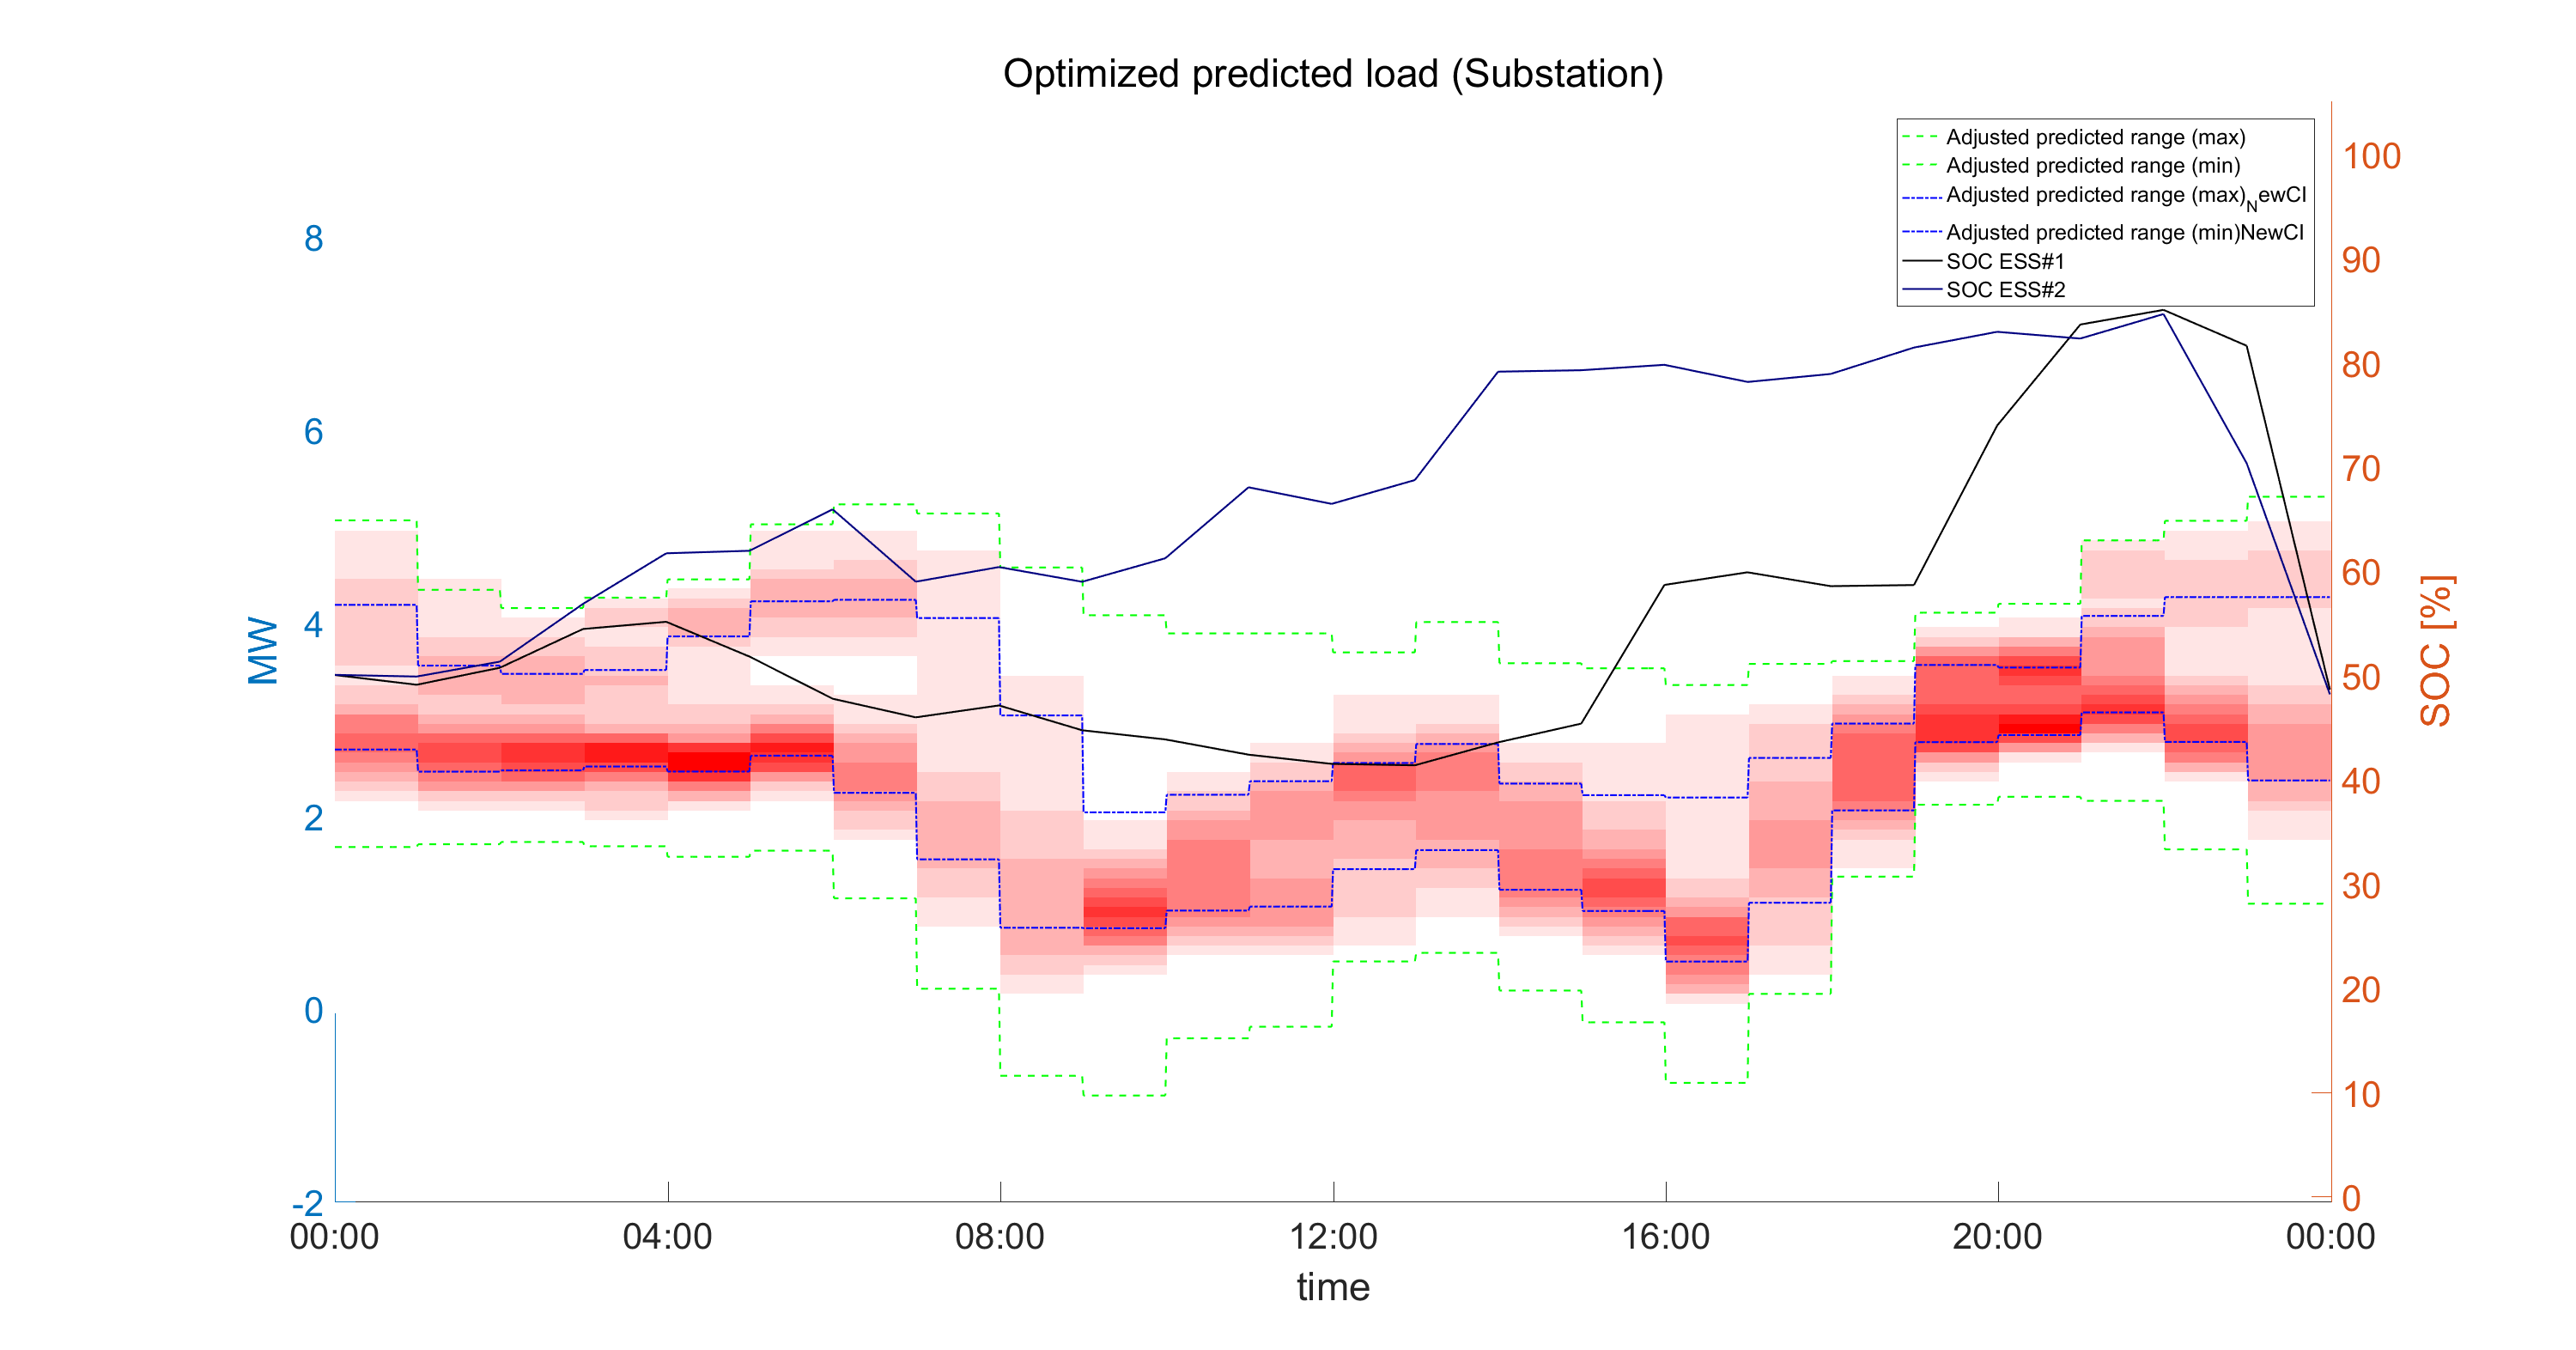 Optimized predicted load (Substation)
Adjusted predicted range (max)
Adjusted predicted range (min)
Adjusted predicted range (max)NewCI
Adjusted predicted range (min)NewCI
SOC ESS#1
SOC ESS#2
8
6
4
2
0
-2
MW
100
90
80
70
60
50
40
30
20
10
0
SOC [%]
00:00 04:00 08:00 12:00 16:00 20:00 00:00
time